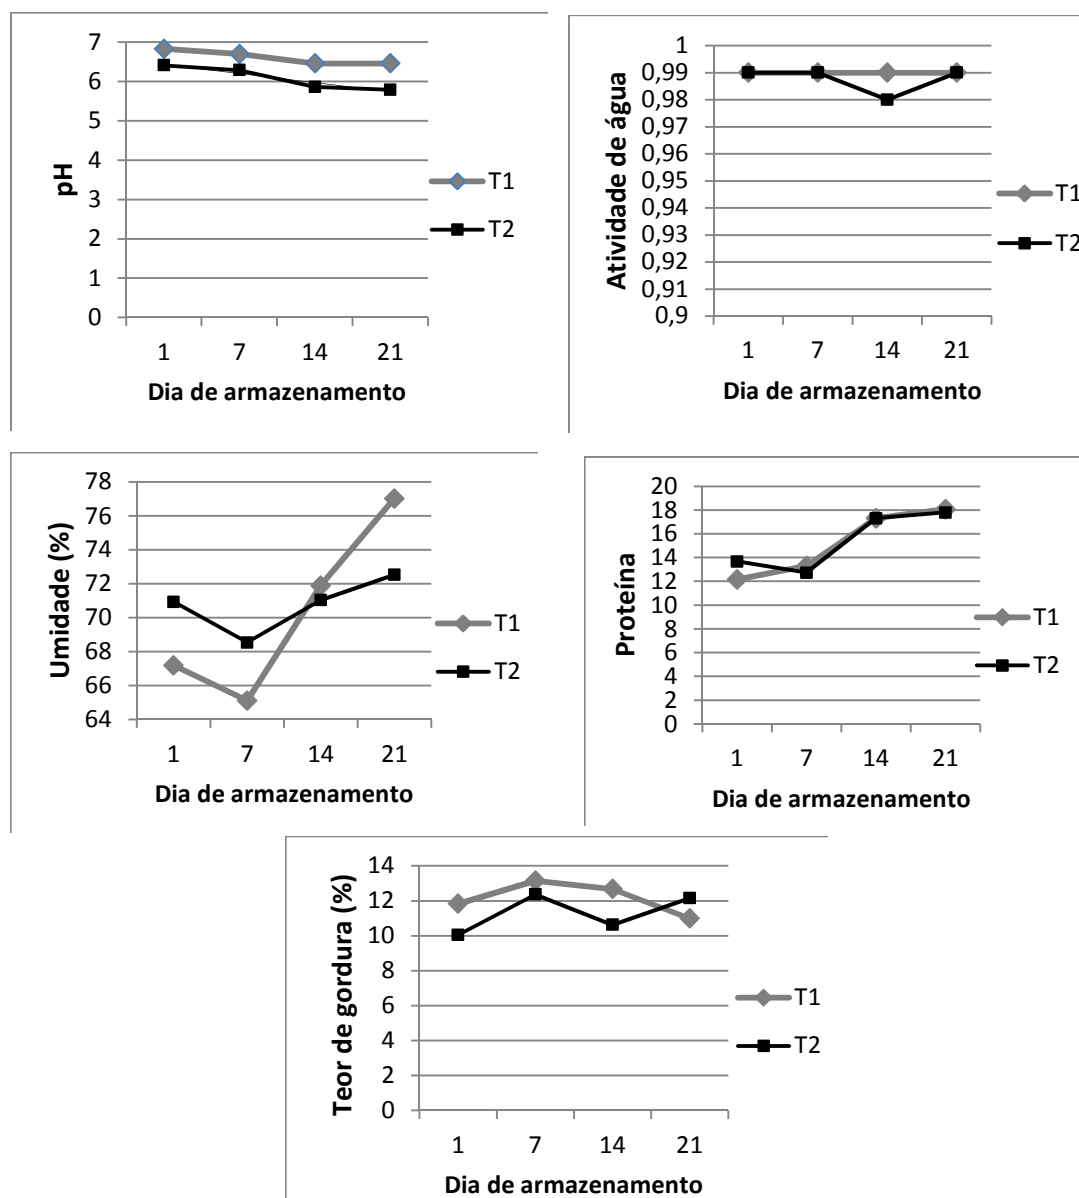 7
6
5
4
3
2
1
0
pH
1 7 14 21
Dia de armazenamento
T1
T2
1
0,99
0,98
0,97
0,96
0,95
0,94
0,93
0,92
0,91
0,9
Atividade de água
1 7 14 21
Dia de armazenamento
T1
T2
78
76
74
72
70
68
66
64
Umidade (%)
1 7 14 21
Dia de armazenamento
T1
T2
20
18
16
14
12
10
8
6
4
2
0
Proteína
1 7 14 21
Dia de armazenamento
T1
T2
14
12
10
8
6
4
2
0
Teor de gordura (%)
1 7 14 21
Dia de armazenamento
T1
T2